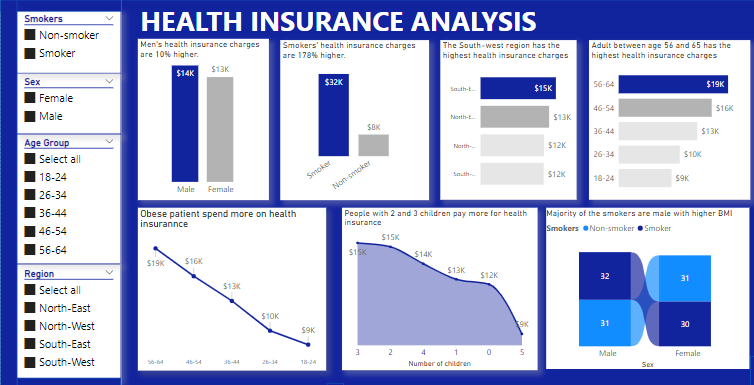 HEALTH INSURANCE ANALYSIS
Smokers
Non-smoker
Smoker
Sex
Female
Male
Age Group
Select all
18-24
26-34
36-44
46-54
56-64
Region
Select all
North-East
North-West
South-East
South-West
Men's health insurance charges
are 10% higher.
$14K
$13K
Male
Female
Smokers' health insurance charges
are 178% higher.
$32K
$8K
Smoker
Non-smoker
The South-west region has the
highest health insurance charges
South-E...
$15K
North-E...
$13K
North-...
$12K
South-...
$12K
Adult between age 56 and 65 has the
highest health insurance charges
56-64
$19K
46-54
$16K
36-44
$13K
26-34
$10K
18-24
$9K
Obese patient spend more on health
insurannce
$19K
$16K
$13K
$10K
$9K
56-64
46-54
36-44
26-34
18-24
People with 2 and 3 children pay more for health
insurance
$15K
$15K
$14K
$13K
$12K
$9K
3
2
4
1
0
5
Number of children
Majority of the smokers are male with higher BMI
Smokers
Non-smoker
Smoker
32
31
31
30
Male
Female
Sex